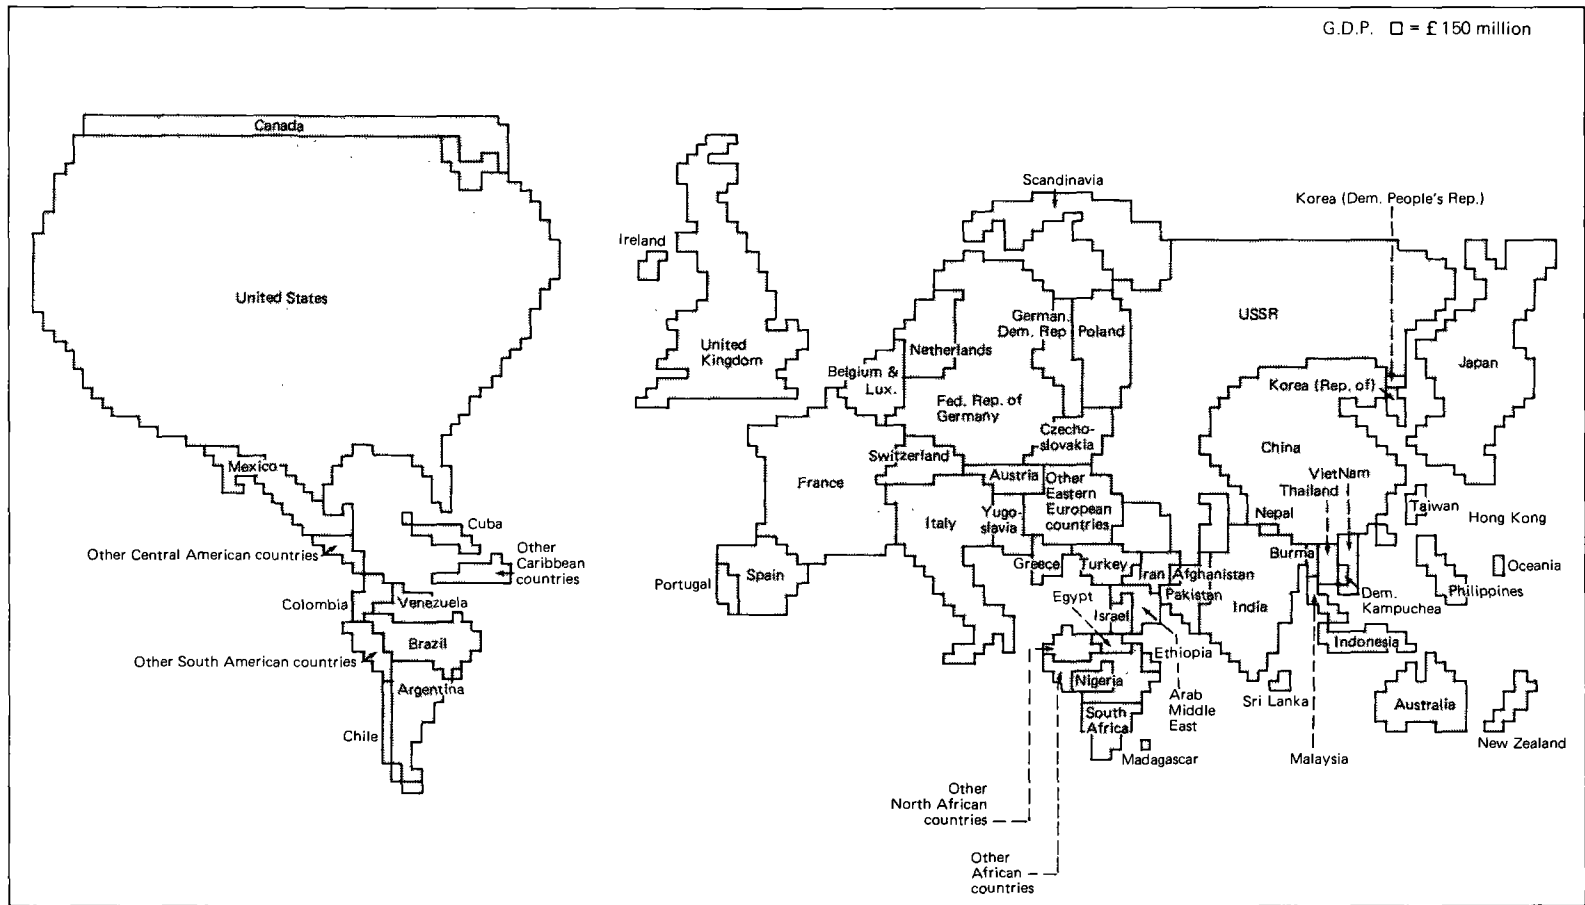 G.D.P. □ = £ 150 million
Canada
United States
Mexico
Cuba
Other Central American countries
Other
Caribbean
countries
Colombia
Venezuela
Brazil
Other South American countries
Argentina
Chile
Ireland
United
Kingdom
Scandinavia
Netherlands
German.
Dem. Rep
Poland
Belgium &
Lux.
Fed. Rep. of
Germany
Czecho-
slovakia
Switzerland
France
Austria
Other
Eastern
European
countries
Italy
Yugo-
slavia
Portugal
Spain
Greece
Turkey
Iran
Afghanistan
Pakistan
Egypt
Israel
Ethiopia
Nigeria
South
Africa
Arab
Middle
East
Madagascar
Other
North African
countries
Other
African
countries
USSR
Korea (Dem. People's Rep.)
Korea (Rep. of)
Japan
China
VietNam
Thailand
Nepal
Taiwan
Hong Kong
Burma
India
Dem.
Kampuchea
Philippines
Oceania
Indonesia
Sri Lanka
Malaysia
Australia
New Zealand